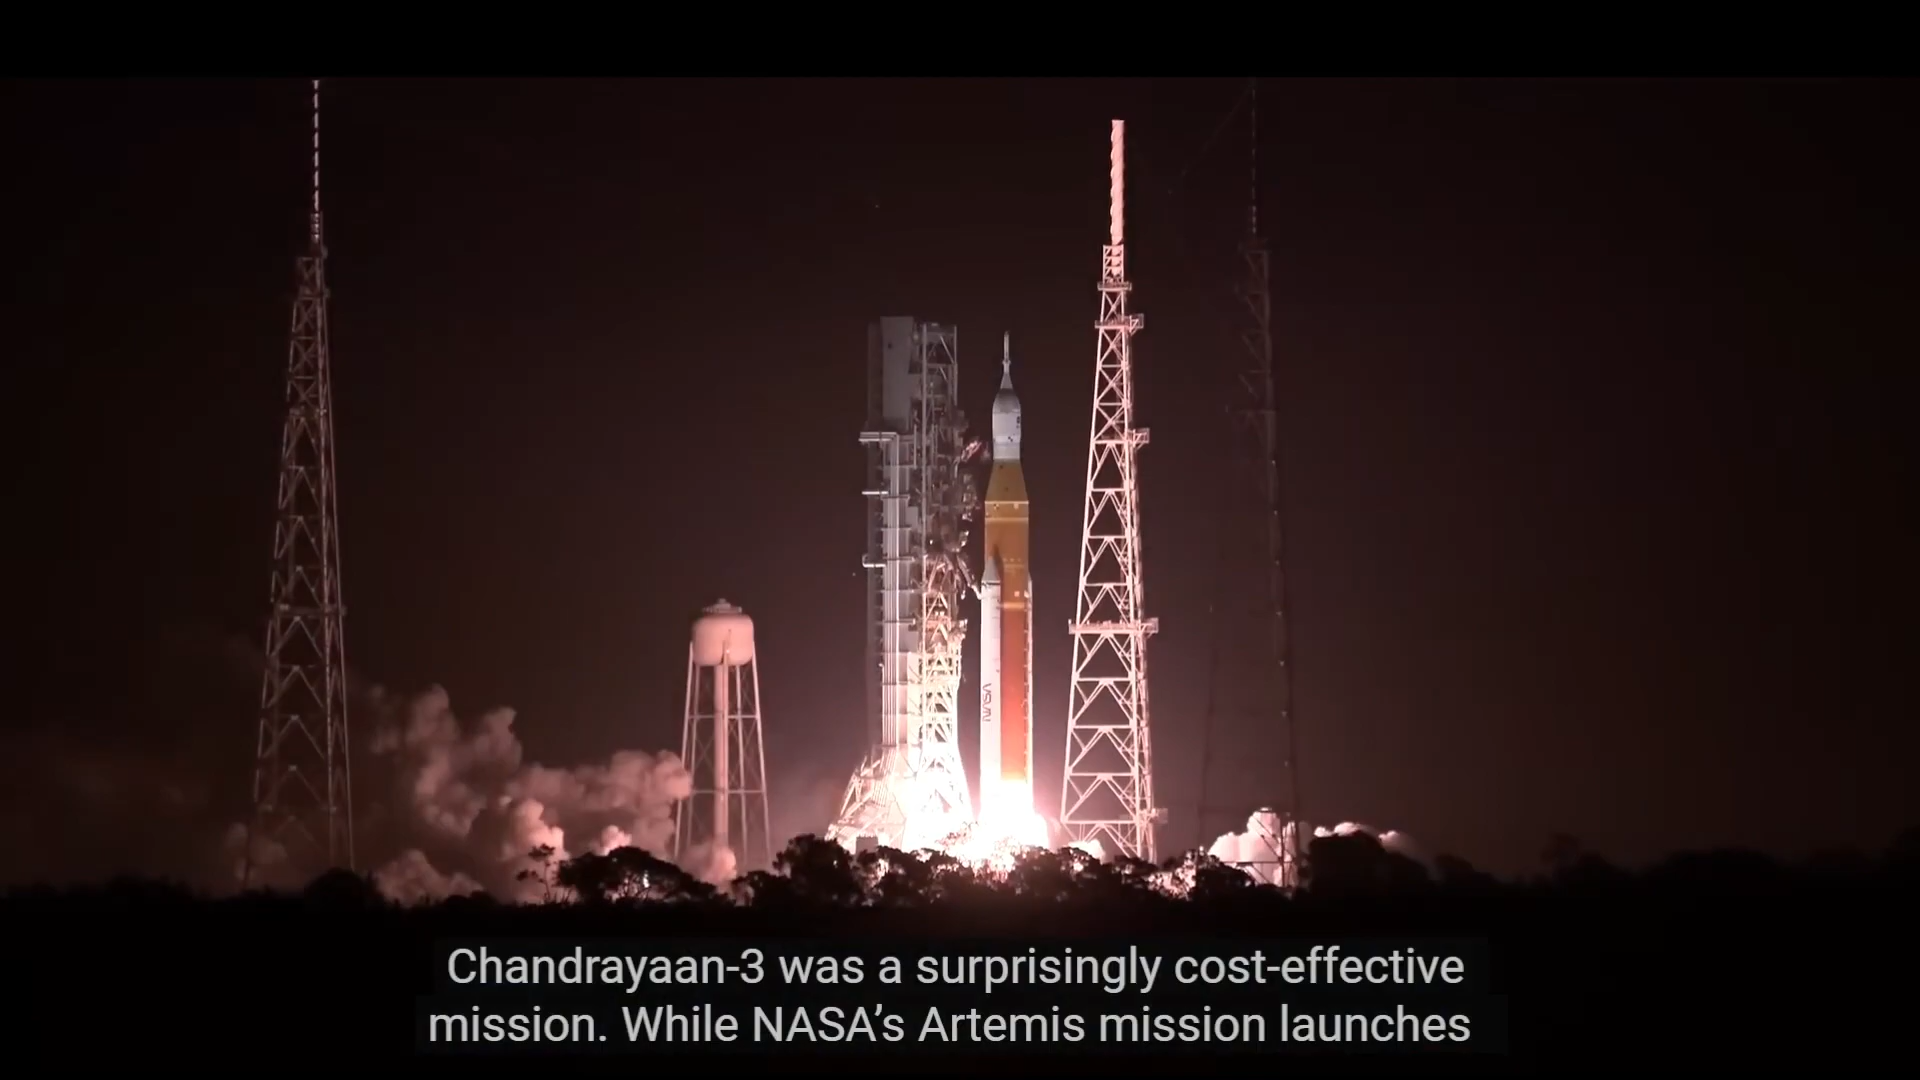 NASA
Chandrayaan-3 was a surprisingly cost-effective
mission. While NASA’s Artemis mission launches